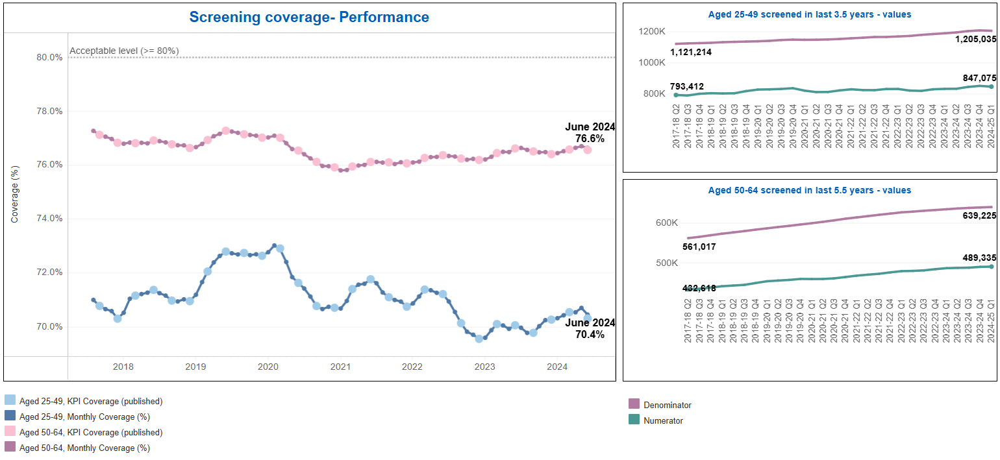 Screening coverage- Performance
Acceptable level (>= 80%)
80.0%
78.0%
76.0%
74.0%
72.0%
70.0%
Coverage (%)
June 2024
76.6%
June 2024
70.4%
2018
2019
2020
2021
2022
2023
2024
Aged 25-49, KPI Coverage (published)
Aged 25-49, Monthly Coverage (%)
Aged 50-64, KPI Coverage (published)
Aged 50-64, Monthly Coverage (%)
Aged 25-49 screened in last 3.5 years - values
1200K
1000K
800K
1,121,214
1,205,035
793,412
847,075
2017-18 Q2
2017-18 Q3
2017-18 Q4
2018-19 Q1
2018-19 Q2
2018-19 Q3
2018-19 Q4
2019-20 Q1
2019-20 Q2
2019-20 Q3
2019-20 Q4
2020-21 Q1
2020-21 Q2
2020-21 Q3
2020-21 Q4
2021-22 Q1
2021-22 Q2
2021-22 Q3
2021-22 Q4
2022-23 Q1
2022-23 Q2
2022-23 Q3
2022-23 Q4
2023-24 Q1
2023-24 Q2
2023-24 Q3
2023-24 Q4
2024-25 Q1
Aged 50-64 screened in last 5.5 years - values
600K
500K
561,017
639,225
432,618
489,335
2017-18 Q2
2017-18 Q3
2017-18 Q4
2018-19 Q1
2018-19 Q2
2018-19 Q3
2018-19 Q4
2019-20 Q1
2019-20 Q2
2019-20 Q3
2019-20 Q4
2020-21 Q1
2020-21 Q2
2020-21 Q3
2020-21 Q4
2021-22 Q1
2021-22 Q2
2021-22 Q3
2021-22 Q4
2022-23 Q1
2022-23 Q2
2022-23 Q3
2022-23 Q4
2023-24 Q1
2023-24 Q2
2023-24 Q3
2023-24 Q4
2024-25 Q1
Denominator
Numerator